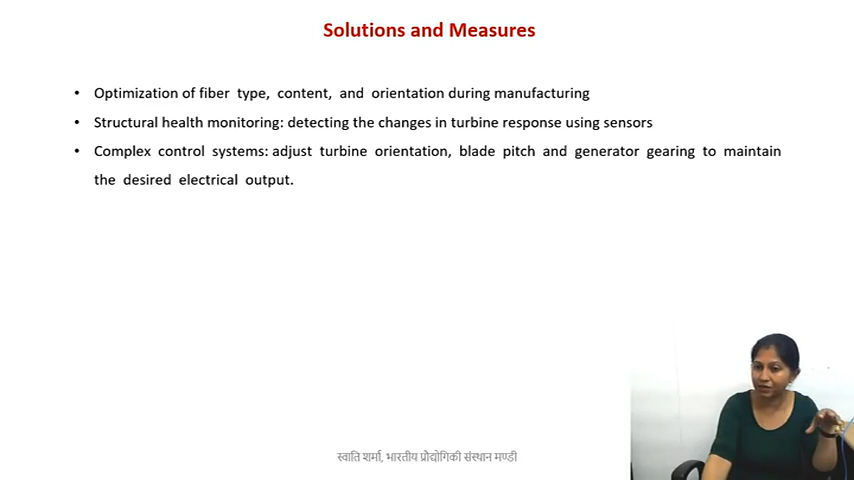 Solutions and Measures
• Optimization of fiber type, content, and orientation during manufacturing
• Structural health monitoring: detecting the changes in turbine response using sensors
• Complex control systems: adjust turbine orientation, blade pitch and generator gearing to maintain
the desired electrical output.
स्वाति शर्मा, भारतीय प्रौद्योगिकी संस्थान मण्डी